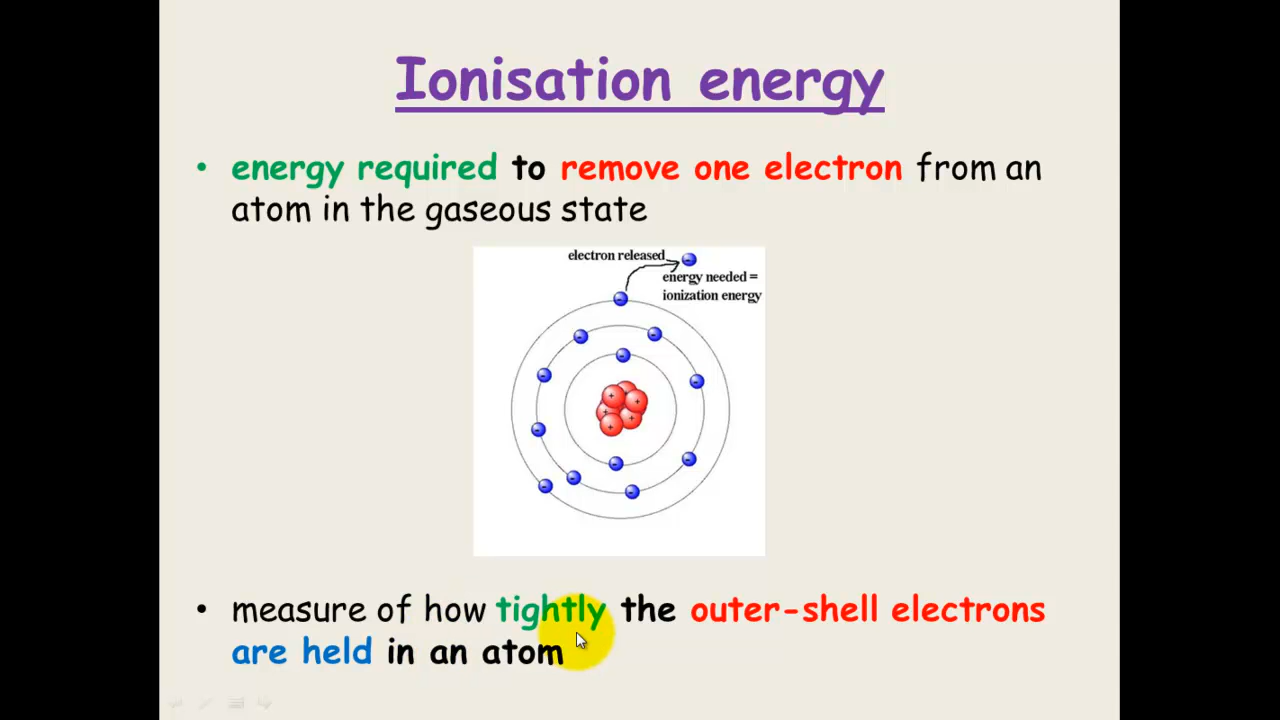 Ionisation energy
• energy required to remove one electron from an
atom in the gaseous state
electron released
energy needed =
ionization energy
• measure of how tightly the outer-shell electrons
are held in an atom